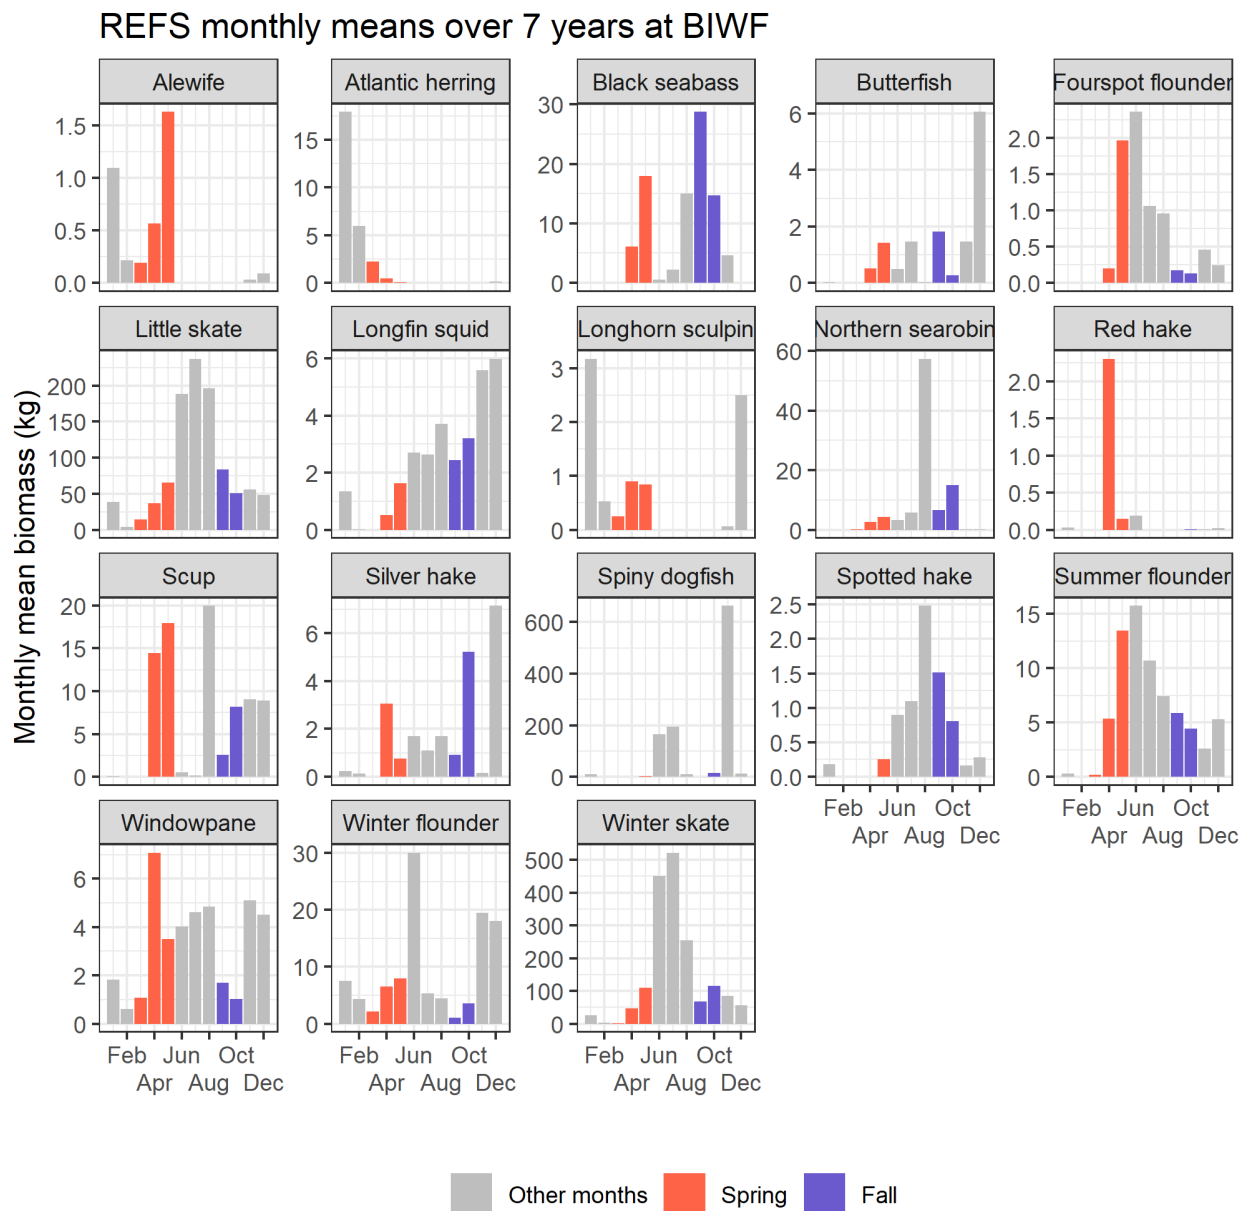 REFS monthly means over 7 years at BIWF
Monthly mean biomass (kg)
Alewife
1.5
1.0
0.5
0.0
Atlantic herring
15
10
5
0
Black seabass
30
20
10
0
Butterfish
6
4
2
0
Fourspot flounder
2.0
1.5
1.0
0.5
0.0
Little skate
200
150
100
50
0
Longfin squid
6
4
2
0
Longhorn sculpin
3
2
1
0
Northern searobin
60
40
20
0
Red hake
2.0
1.5
1.0
0.5
0.0
Scup
20
15
10
5
0
Silver hake
6
4
2
0
Spiny dogfish
600
400
200
0
Spotted hake
2.5
2.0
1.5
1.0
0.5
0.0
Feb Jun Oct
Apr Aug Dec
Summer flounder
15
10
5
0
Feb Jun Oct
Apr Aug Dec
Windowpane
6
4
2
0
Feb Jun Oct
Apr Aug Dec
Winter flounder
30
20
10
0
Feb Jun Oct
Apr Aug Dec
Winter skate
500
400
300
200
100
0
Feb Jun Oct
Apr Aug Dec
Other months Spring Fall